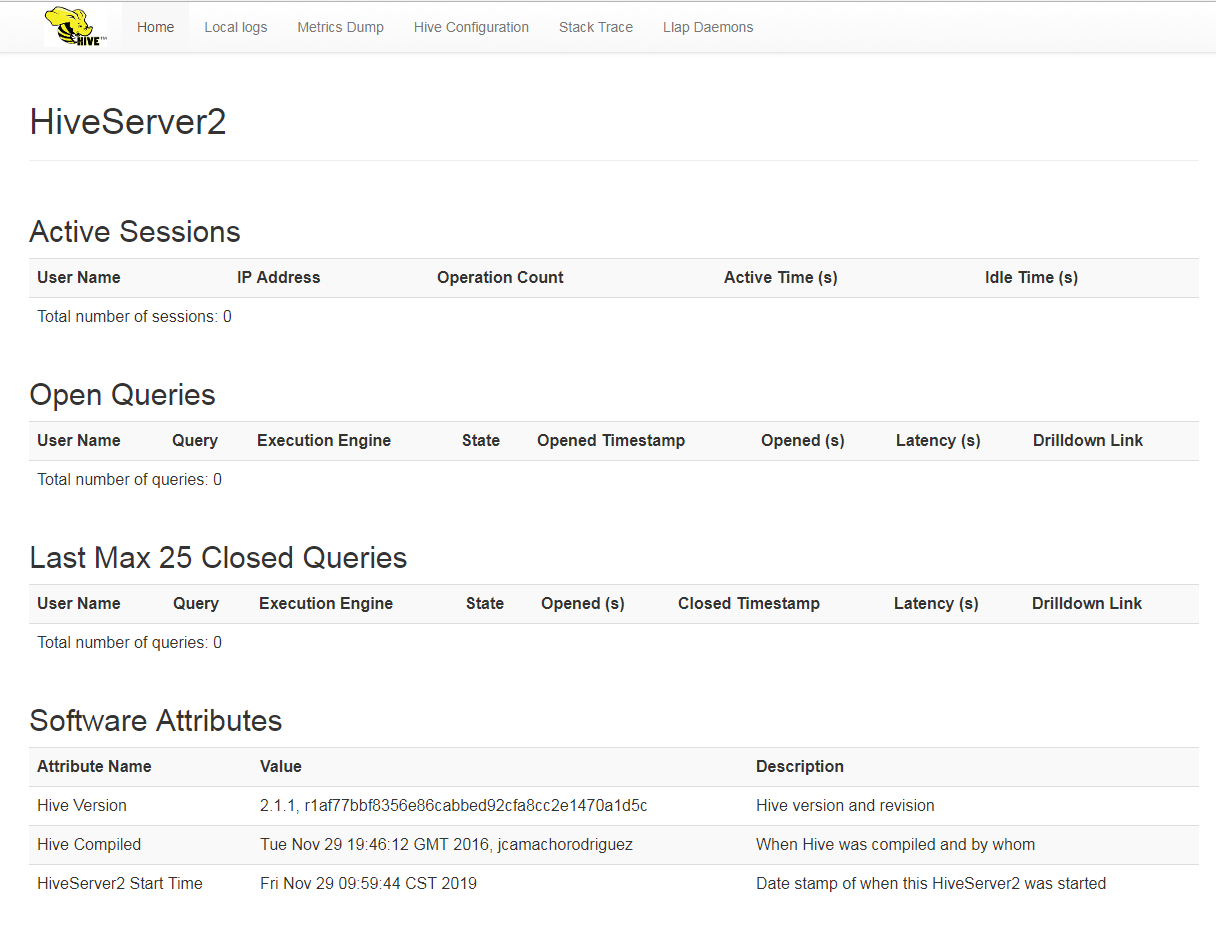 HIVE™ Home Local logs Metrics Dump Hive Configuration Stack Trace Llap Daemons
HiveServer2
Active Sessions
User Name IP Address Operation Count Active Time (s) Idle Time (s)
Total number of sessions: 0
Open Queries
User Name Query Execution Engine State Opened Timestamp Opened (s) Latency (s) Drilldown Link
Total number of queries: 0
Last Max 25 Closed Queries
User Name Query Execution Engine State Opened (s) Closed Timestamp Latency (s) Drilldown Link
Total number of queries: 0
Software Attributes
Attribute Name Value Description
Hive Version 2.1.1, r1af77bbf8356e86cabbed92cfa8cc2e1470a1d5c Hive version and revision
Hive Compiled Tue Nov 29 19:46:12 GMT 2016, jcamachorodriguez When Hive was compiled and by whom
HiveServer2 Start Time Fri Nov 29 09:59:44 CST 2019 Date stamp of when this HiveServer2 was started